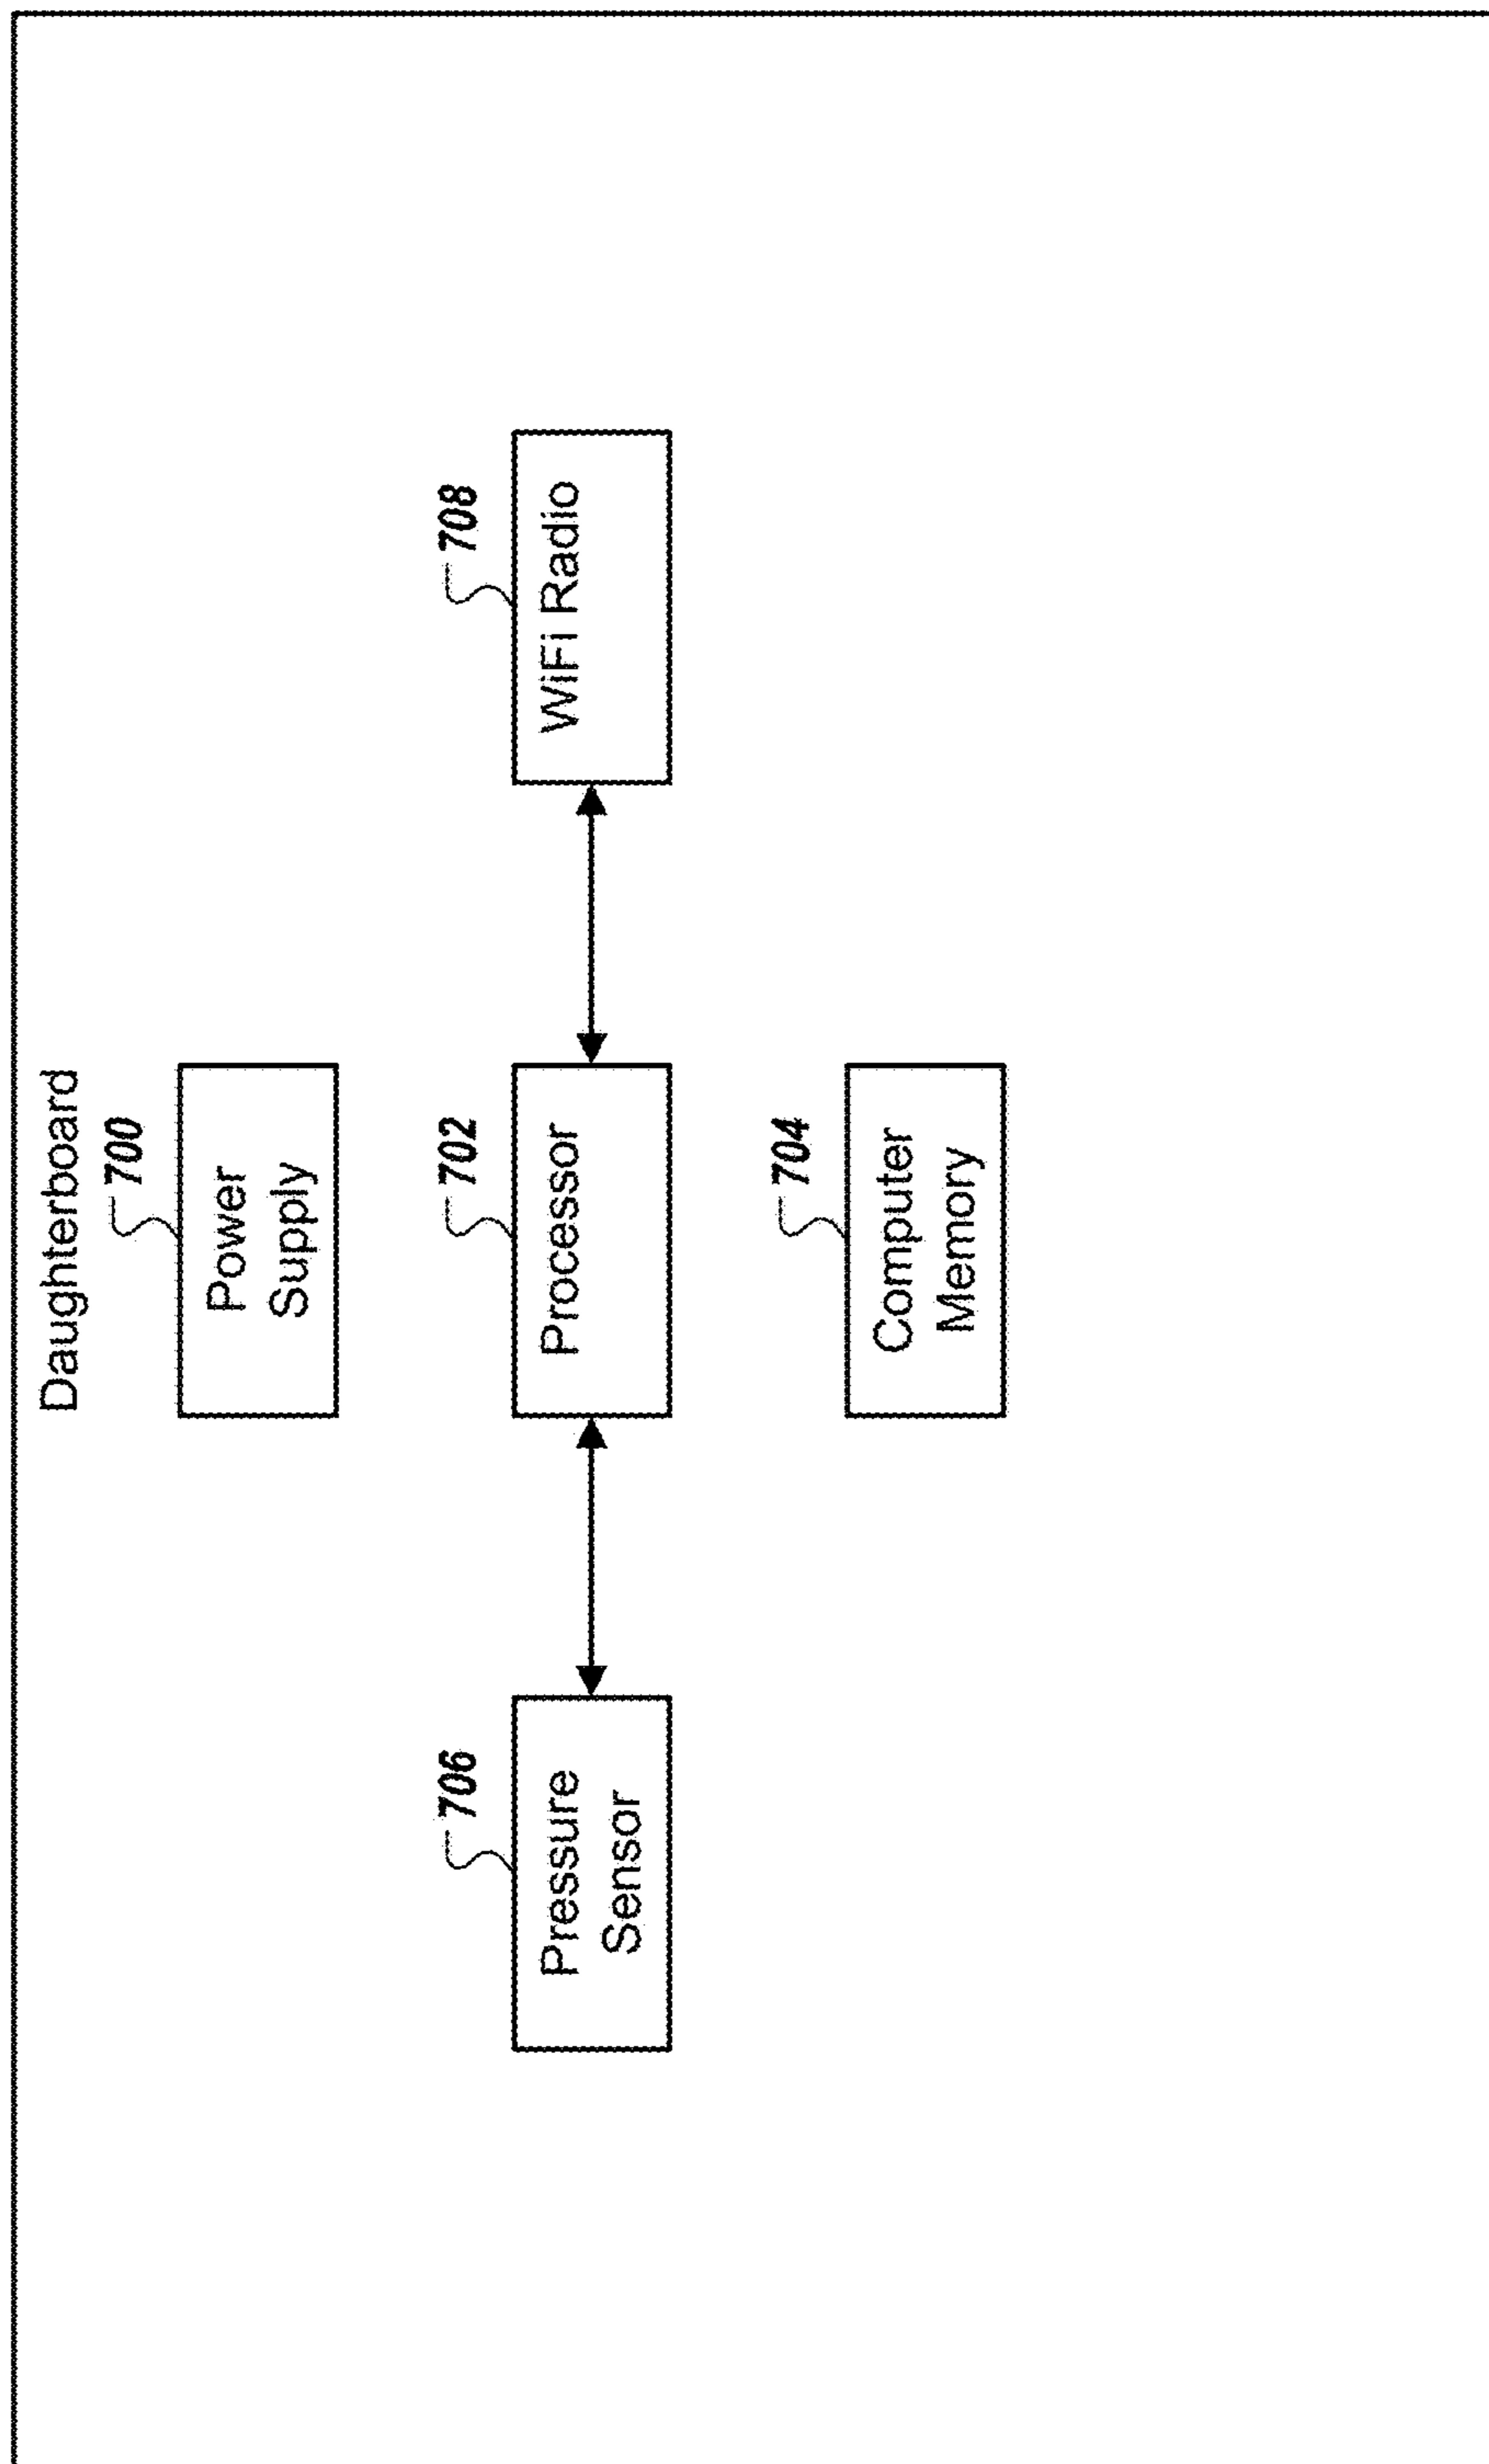 Daughterboard
700
Power
Supply
706
Pressure
Sensor
702
Processor
708
WiFi Radio
704
Computer
Memory